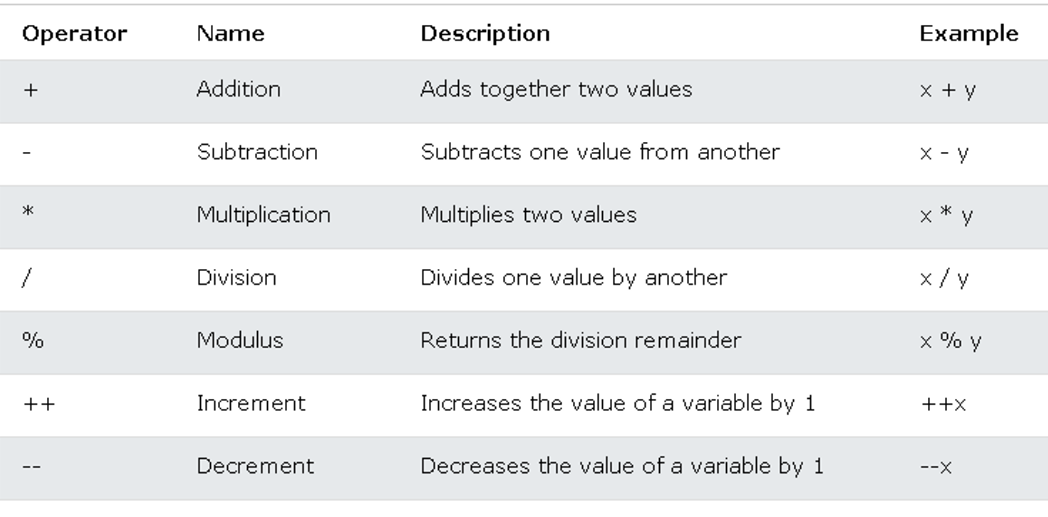 Operator Name Description Example
+ Addition Adds together two values x + y
- Subtraction Subtracts one value from another x - y
* Multiplication Multiplies two values x * y
/ Division Divides one value by another x / y
% Modulus Returns the division remainder x % y
++ Increment Increases the value of a variable by 1 ++x
-- Decrement Decreases the value of a variable by 1 --x